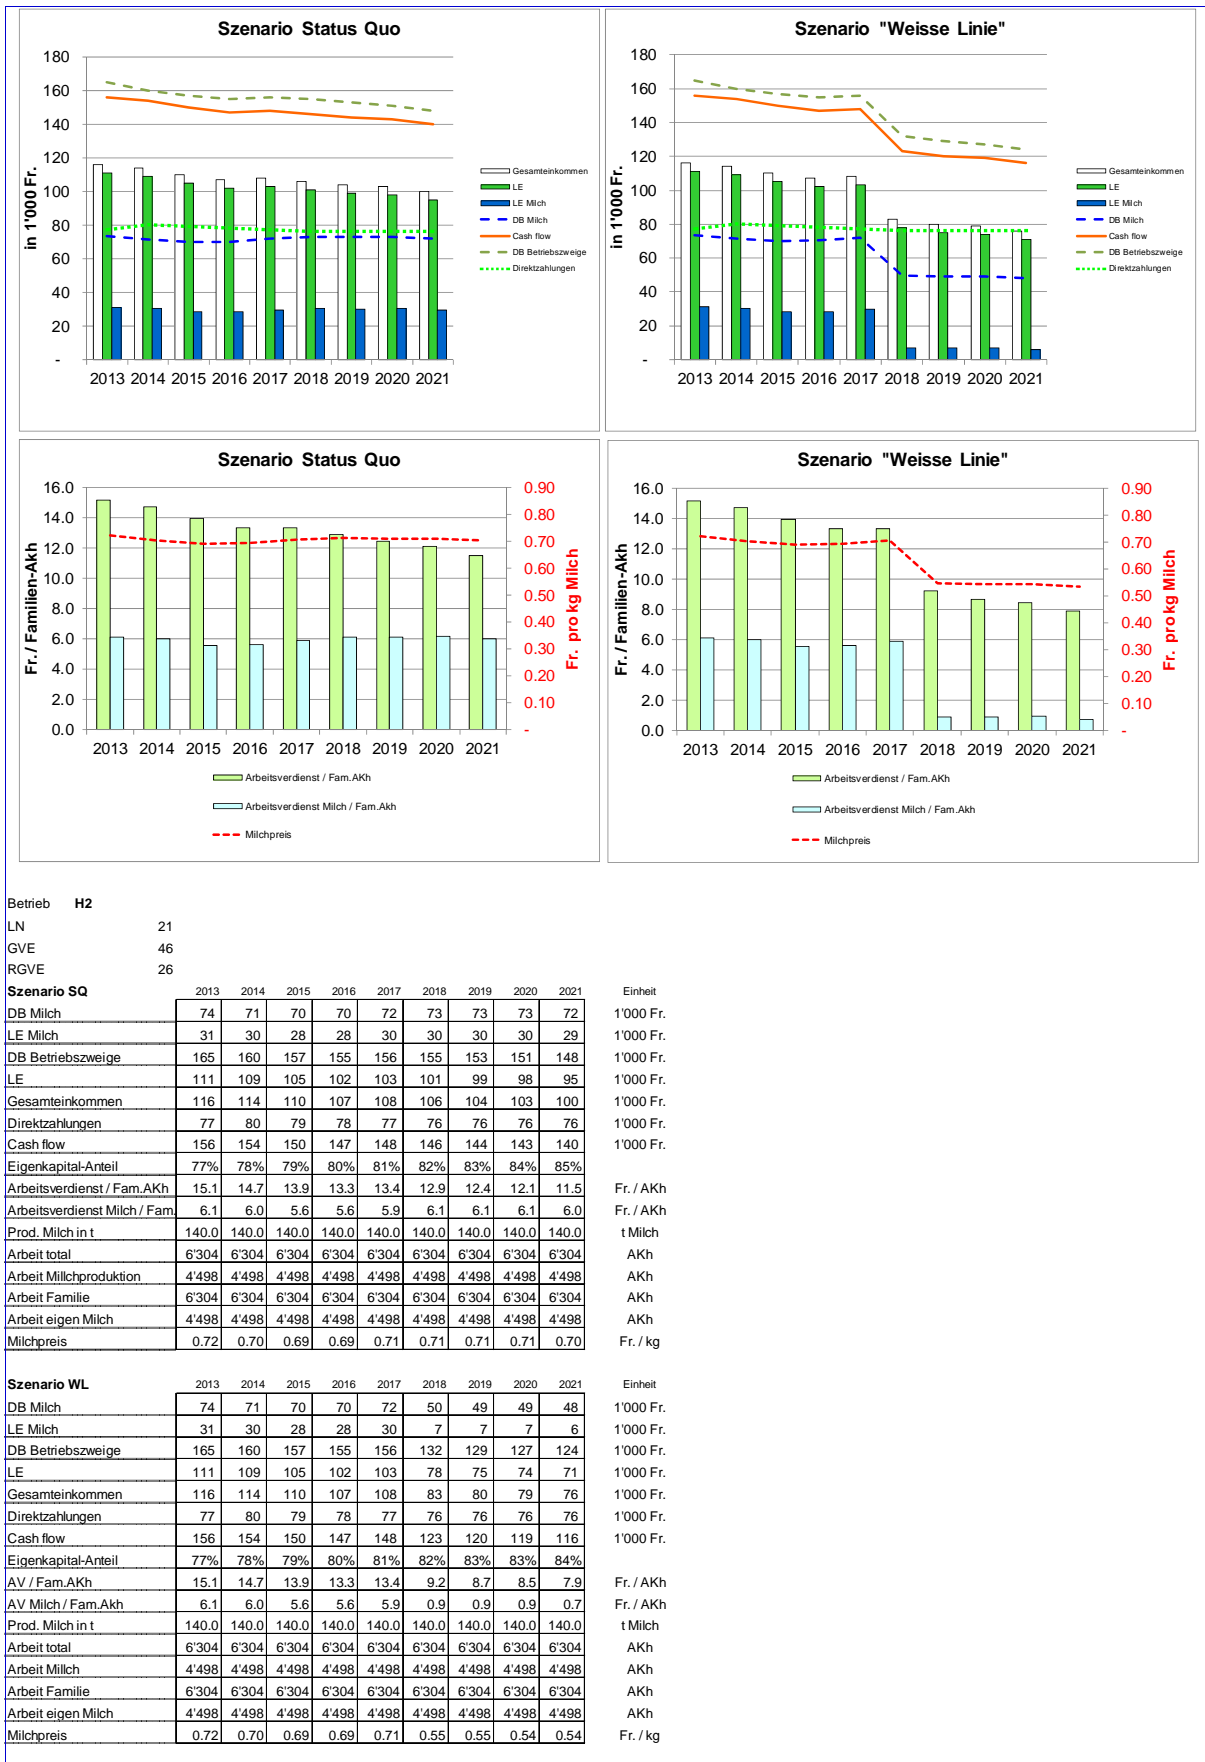 Szenario Status Quo
in 1'000 Fr.
180
160
140
120
100
80
60
40
20
-
2013 2014 2015 2016 2017 2018 2019 2020 2021
Gesamteinkommen
LE
LE Milch
DB Milch
Cash flow
DB Betriebszweige
Direktzahlungen
Szenario "Weisse Linie"
in 1'000 Fr.
180
160
140
120
100
80
60
40
20
-
2013 2014 2015 2016 2017 2018 2019 2020 2021
Gesamteinkommen
LE
LE Milch
DB Milch
Cash flow
DB Betriebszweige
Direktzahlungen
Szenario Status Quo
Fr. / Familien-Akh
16.0
14.0
12.0
10.0
8.0
6.0
4.0
2.0
0.0
0.90
0.80
0.70
0.60
0.50
0.40
0.30
0.20
0.10
-
Fr. pro kg Milch
2013 2014 2015 2016 2017 2018 2019 2020 2021
Arbeitsverdienst / Fam.AKh
Arbeitsverdienst Milch / Fam.Akh
Milchpreis
Szenario "Weisse Linie"
Fr. / Familien-Akh
16.0
14.0
12.0
10.0
8.0
6.0
4.0
2.0
0.0
0.90
0.80
0.70
0.60
0.50
0.40
0.30
0.20
0.10
-
Fr. pro kg Milch
2013 2014 2015 2016 2017 2018 2019 2020 2021
Arbeitsverdienst / Fam.AKh
Arbeitsverdienst Milch / Fam.Akh
Milchpreis
Betrieb H2
LN 21
GVE 46
RGVE 26
Szenario SQ 2013 2014 2015 2016 2017 2018 2019 2020 2021 Einheit
DB Milch 74 71 70 70 72 73 73 73 72 1'000 Fr.
LE Milch 31 30 28 28 30 30 30 30 29 1'000 Fr.
DB Betriebszweige 165 160 157 155 156 155 153 151 148 1'000 Fr.
LE 111 109 105 102 103 101 99 98 95 1'000 Fr.
Gesamteinkommen 116 114 110 107 108 106 104 103 100 1'000 Fr.
Direktzahlungen 77 80 79 78 77 76 76 76 76 1'000 Fr.
Cash flow 156 154 150 147 148 146 144 143 140 1'000 Fr.
Eigenkapital-Anteil 77% 78% 79% 80% 81% 82% 83% 84% 85%
Arbeitsverdienst / Fam.AKh 15.1 14.7 13.9 13.3 13.4 12.9 12.4 12.1 11.5 Fr. / AKh
Arbeitsverdienst Milch / Fam. 6.1 6.0 5.6 5.6 5.9 6.1 6.1 6.1 6.0 Fr. / AKh
Prod. Milch in t 140.0 140.0 140.0 140.0 140.0 140.0 140.0 140.0 140.0 t Milch
Arbeit total 6'304 6'304 6'304 6'304 6'304 6'304 6'304 6'304 6'304 AKh
Arbeit Millchproduktion 4'498 4'498 4'498 4'498 4'498 4'498 4'498 4'498 4'498 AKh
Arbeit Familie 6'304 6'304 6'304 6'304 6'304 6'304 6'304 6'304 6'304 AKh
Arbeit eigen Milch 4'498 4'498 4'498 4'498 4'498 4'498 4'498 4'498 4'498 AKh
Milchpreis 0.72 0.70 0.69 0.69 0.71 0.71 0.71 0.71 0.70 Fr. / kg
Szenario WL 2013 2014 2015 2016 2017 2018 2019 2020 2021 Einheit
DB Milch 74 71 70 70 72 50 49 49 48 1'000 Fr.
LE Milch 31 30 28 28 30 7 7 7 6 1'000 Fr.
DB Betriebszweige 165 160 157 155 156 132 129 127 124 1'000 Fr.
LE 111 109 105 102 103 78 75 74 71 1'000 Fr.
Gesamteinkommen 116 114 110 107 108 83 80 79 76 1'000 Fr.
Direktzahlungen 77 80 79 78 77 76 76 76 76 1'000 Fr.
Cash flow 156 154 150 147 148 123 120 119 116 1'000 Fr.
Eigenkapital-Anteil 77% 78% 79% 80% 81% 82% 83% 83% 84%
AV / Fam.AKh 15.1 14.7 13.9 13.3 13.4 9.2 8.7 8.5 7.9 Fr. / AKh
AV Milch / Fam.Akh 6.1 6.0 5.6 5.6 5.9 0.9 0.9 0.9 0.7 Fr. / AKh
Prod. Milch in t 140.0 140.0 140.0 140.0 140.0 140.0 140.0 140.0 140.0 t Milch
Arbeit total 6'304 6'304 6'304 6'304 6'304 6'304 6'304 6'304 6'304 AKh
Arbeit Millch 4'498 4'498 4'498 4'498 4'498 4'498 4'498 4'498 4'498 AKh
Arbeit Familie 6'304 6'304 6'304 6'304 6'304 6'304 6'304 6'304 6'304 AKh
Arbeit eigen Milch 4'498 4'498 4'498 4'498 4'498 4'498 4'498 4'498 4'498 AKh
Milchpreis 0.72 0.70 0.69 0.69 0.71 0.55 0.55 0.54 0.54 Fr. / kg